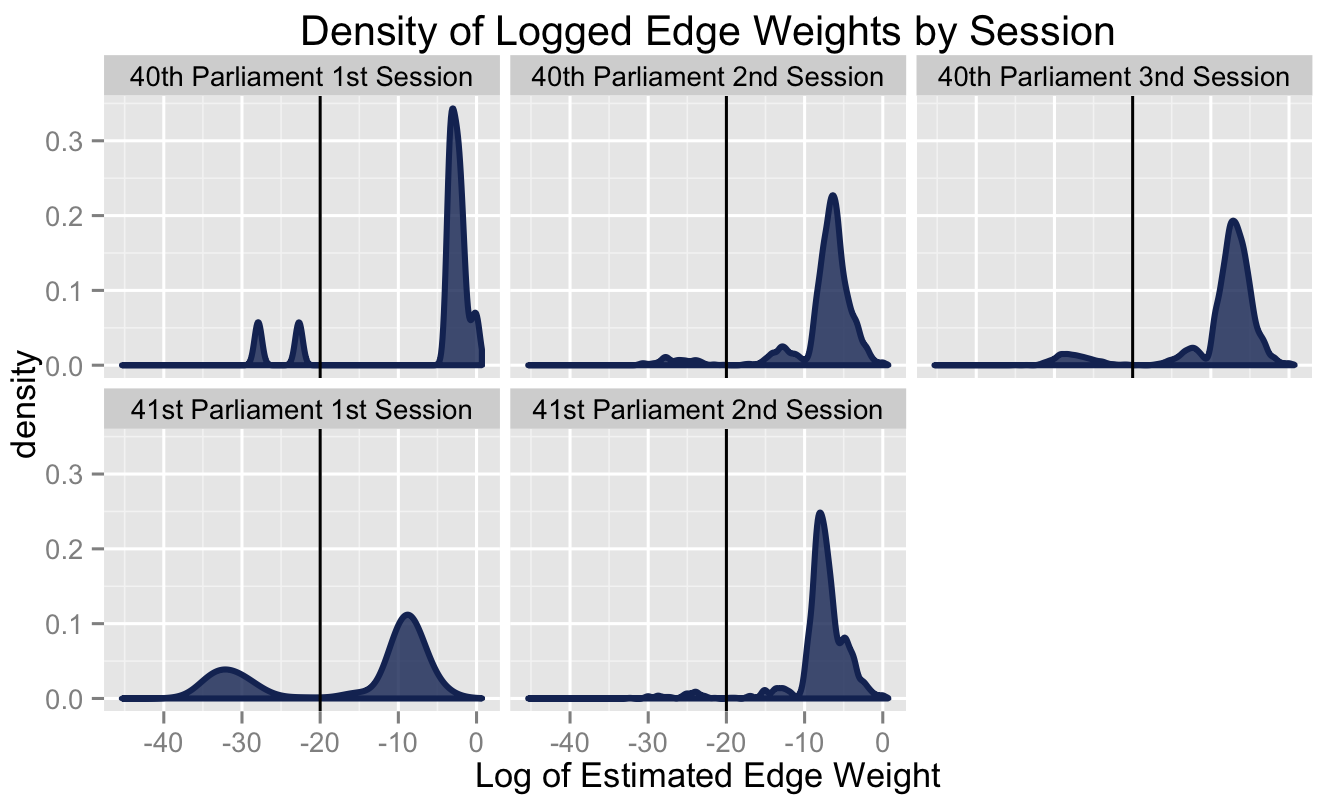 Density of Logged Edge Weights by Session
40th Parliament 1st Session
40th Parliament 2nd Session
40th Parliament 3nd Session
0.3
0.2
0.1
0.0
density
41st Parliament 1st Session
41st Parliament 2nd Session
0.3
0.2
0.1
0.0
-40 -30 -20 -10 0
-40 -30 -20 -10 0
Log of Estimated Edge Weight